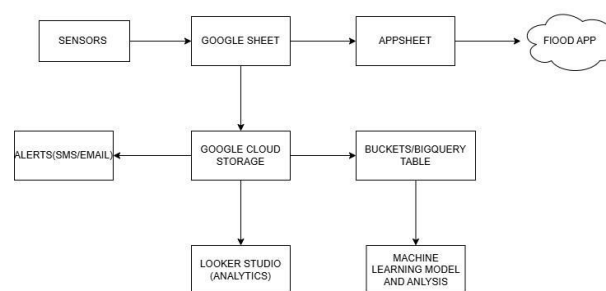 SENSORS
GOOGLE SHEET
APPSHEET
FlOOD APP
ALERTS(SMS/EMAIL)
GOOGLE CLOUD
STORAGE
BUCKETS/BIGQUERY
TABLE
LOOKER STUDIO
(ANALYTICS)
MACHINE
LEARNING MODEL
AND ANLYSIS